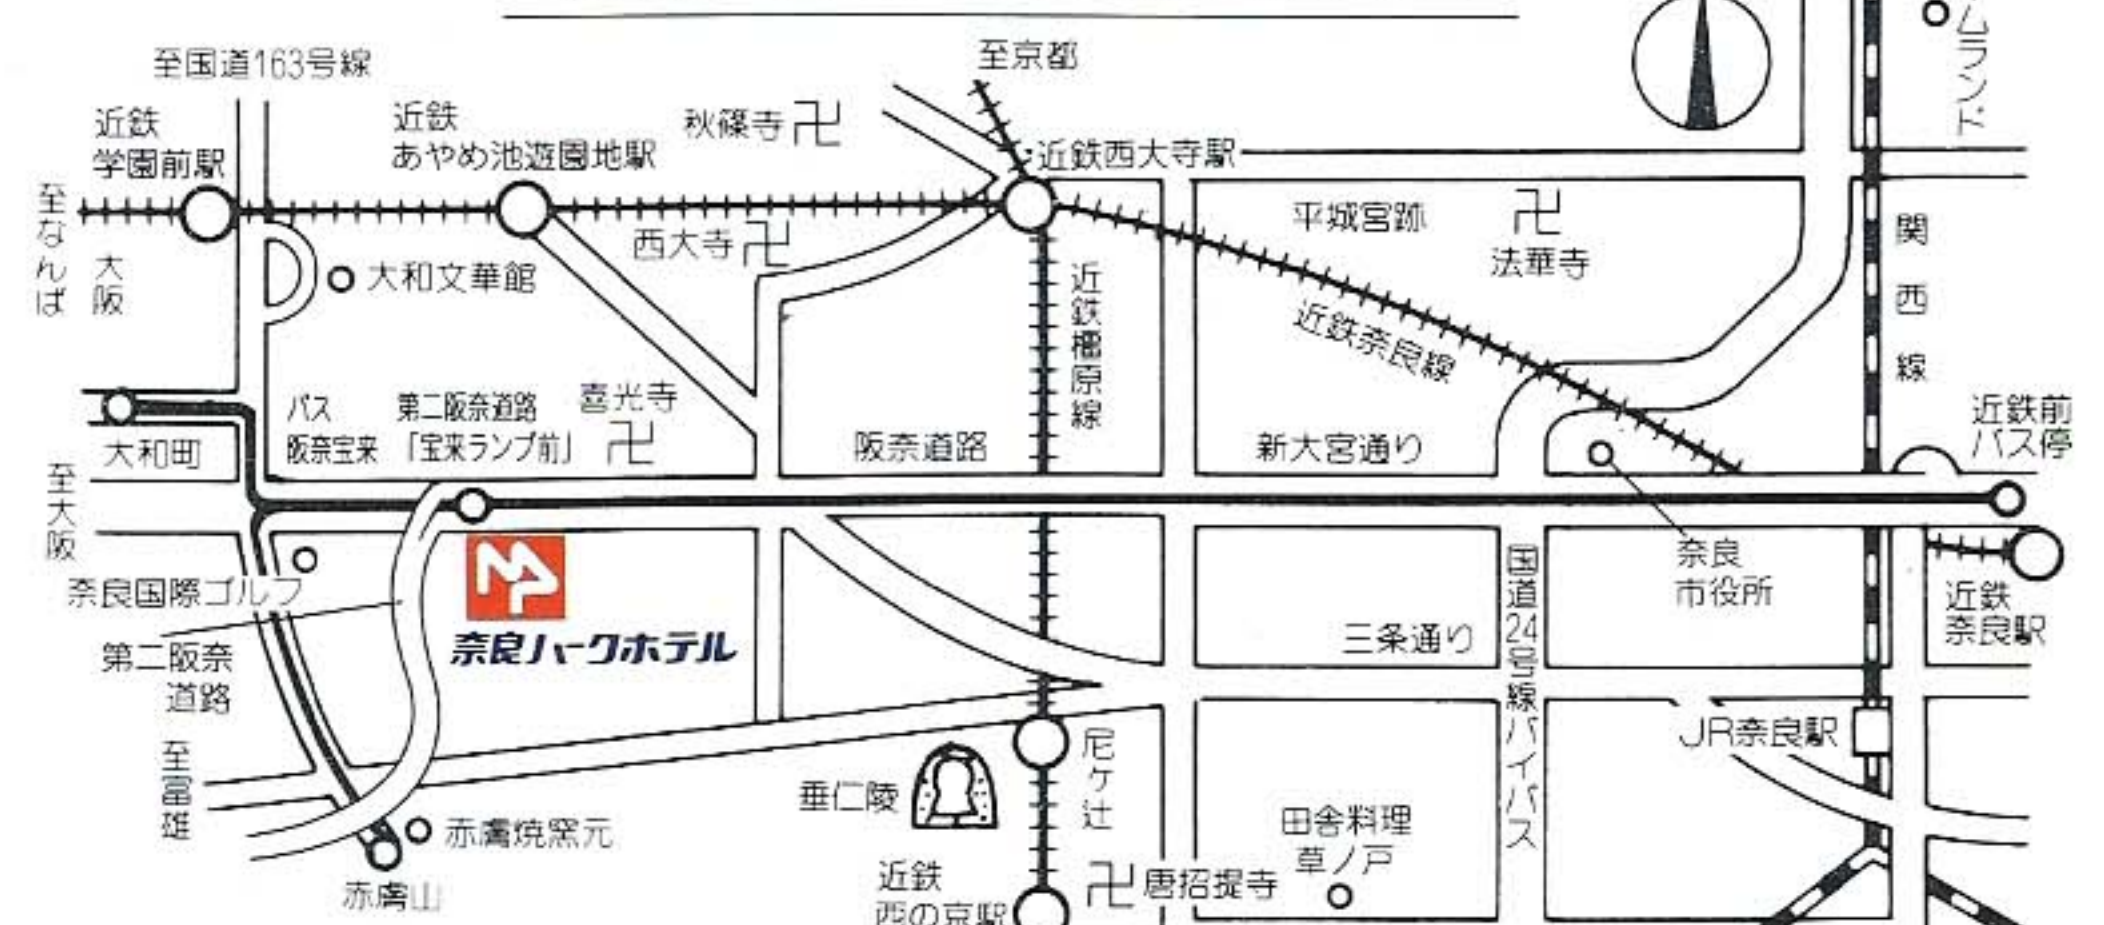 至国道163号線
至京都
ムランド
近鉄
学園前駅
近鉄
あやめ池遊園地駅
秋篠寺
近鉄西大寺駅
至なんば
大阪
大和文華館
西大寺
平城宮跡
法華寺
関西線
近鉄橿原線
近鉄奈良線
大和町
バス
阪奈宝来
第二阪奈道路
「宝来ランプ前」
喜光寺
阪奈道路
新大宮通り
近鉄前
バス停
至大阪
奈良国際ゴルフ
奈良パークホテル
第二阪奈
道路
国道24号線バイパス
奈良
市役所
近鉄
奈良駅
三条通り
JR奈良駅
至富雄
赤膚焼窯元
赤膚山
垂仁陵
尼ヶ辻
近鉄
西の京駅
唐招提寺
田舎料理
草ノ戸